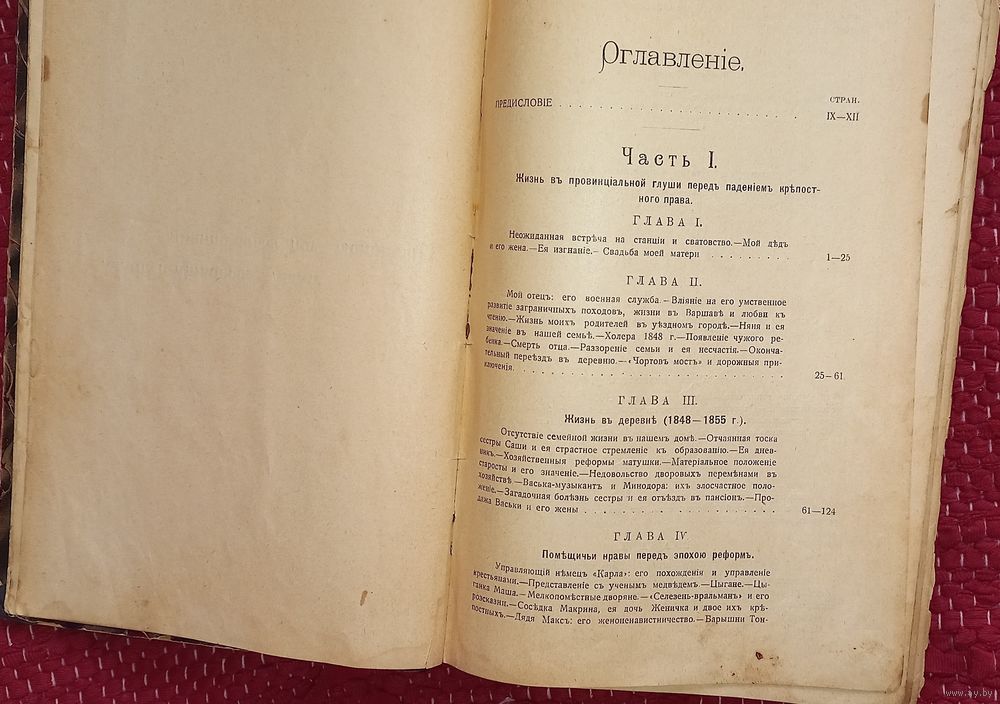 Оглавленіе.
СТРАН.
ПРЕДИСЛОВІЕ . . . . . . . . . . . . . . . . . . . . IX—XII
Часть I.
Жизнь въ провинціальной глуши передъ паденіемъ крѣпост-
ного права.
ГЛАВА I.
Неожиданная встрѣча на станціи и сватовство.—Мой дѣдъ
и его жена.—Ея изгнаніе.—Свадьба моей матери . . . . . . . . . 1—25
ГЛАВА II.
Мой отецъ: его военная служба.—Вліяніе на его умственное
развитіе заграничныхъ походовъ, жизни въ Варшавѣ и любви къ
чтенію.—Жизнь моихъ родителей въ уѣздномъ городѣ.—Няня и ея
значеніе въ нашей семьѣ.—Холера 1848 г.—Появленіе чужого ре-
бенка.—Смерть отца.—Раззореніе семьи и ея несчастія.—Оконча-
тельный переѣздъ въ деревню.—«Чортовъ мостъ» и дорожныя при-
ключенія. . . . . . . . . . . . . . . . . . . . . 25—61
ГЛАВА III.
Жизнь въ деревнѣ (1848—1855 г.).
Отсутствіе семейной жизни въ нашемъ домѣ.—Отчаянная тоска
сестры Саши и ея страстное стремленіе къ образованію.—Ея днев-
никъ.—Хозяйственныя реформы матушки.—Матеріальное положеніе
старосты и его значеніе.—Недовольство дворовыхъ перемѣнами въ
хозяйствѣ.—Васька-музыкантъ и Минодора: ихъ злосчастное поло-
женіе.—Загадочная болѣзнь сестры и ея отъѣздъ въ пансіонъ.—Про-
дажа Васьки и его жены . . . . . . . . . . . . . . . . 61—124
ГЛАВА IV.
Помѣщичьи нравы передъ эпохою реформъ.
Управляющій нѣмецъ «Карла»: его похожденія и управленіе
крестьянами.—Представленіе съ ученымъ медвѣдемъ.—Цыгане.—Цы-
ганка Маша.—Мелкопомѣстные дворяне.—«Селезень-вральманъ» и его
розсказни.—Сосѣдка Макрина, ея дочь Женичка и двое ихъ крѣ-
постныхъ.—Дядя Максъ: его женоненавистничество.—Барышни Тон-
www.ay.by